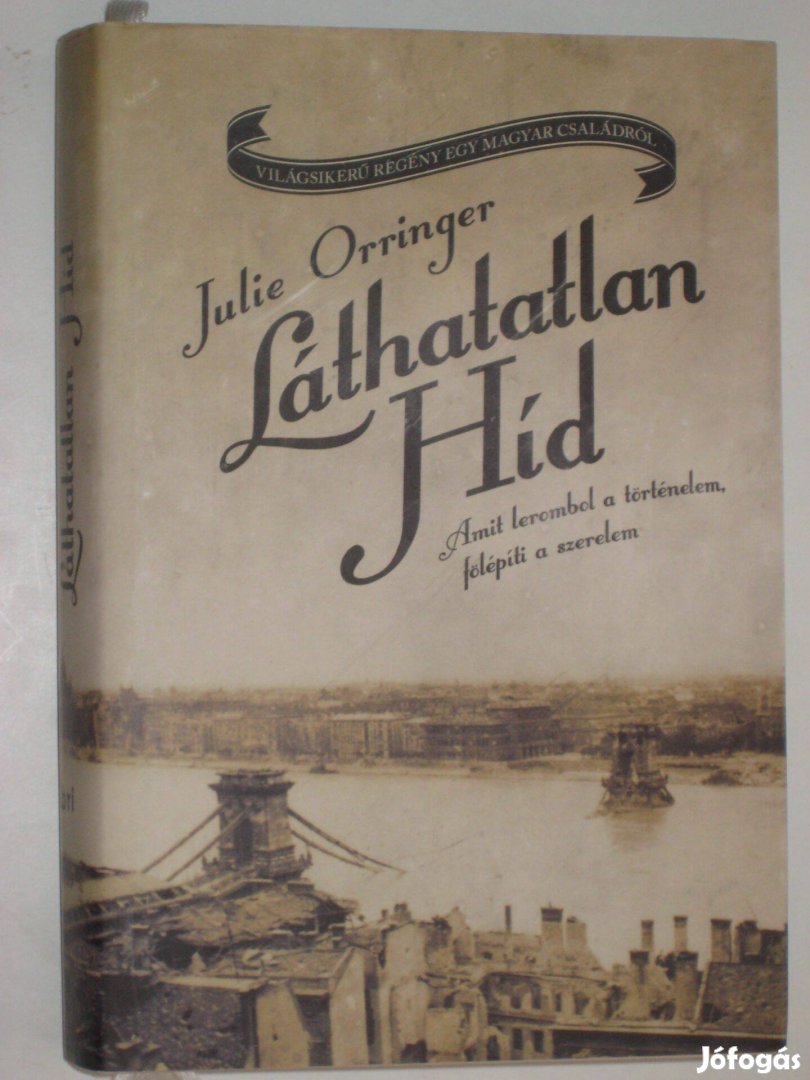 VILÁGSIKERŰ REGÉNY EGY MAGYAR CSALÁDRÓL
Julie Orringer
Láthatatlan
Híd
Amit lerombol a történelem,
fölépíti a szerelem
Láthatatlan Híd
Jófogás